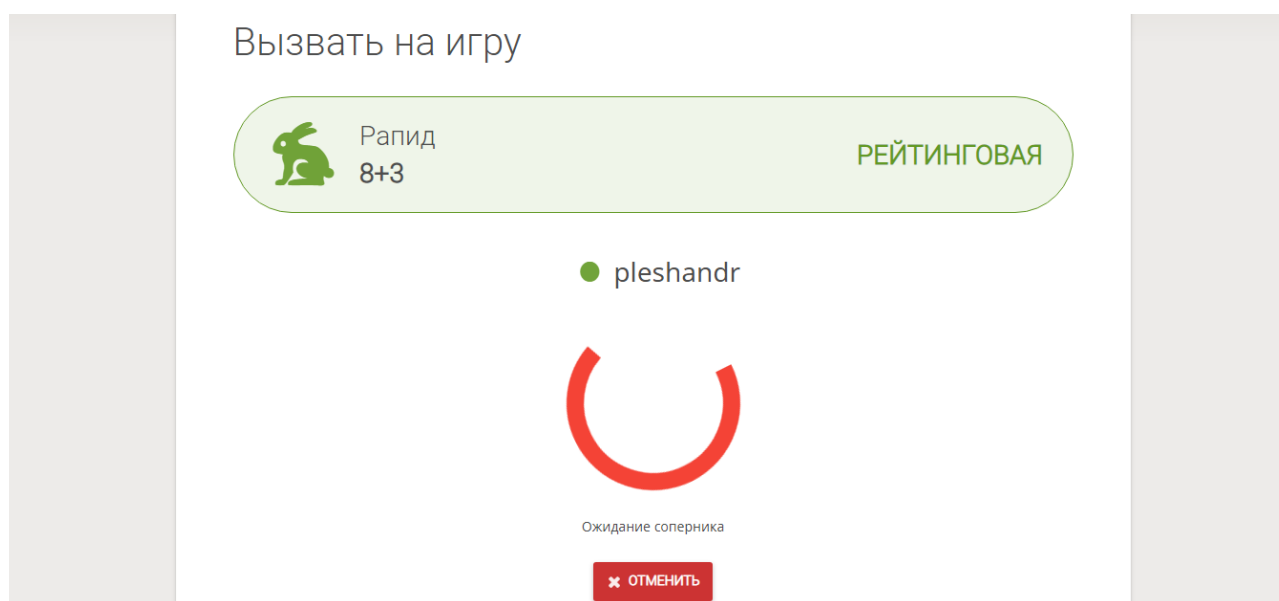 Вызвать на игру
Рапид
8+3
РЕЙТИНГОВАЯ
pleshandr
Ожидание соперника
ОТМЕНИТЬ